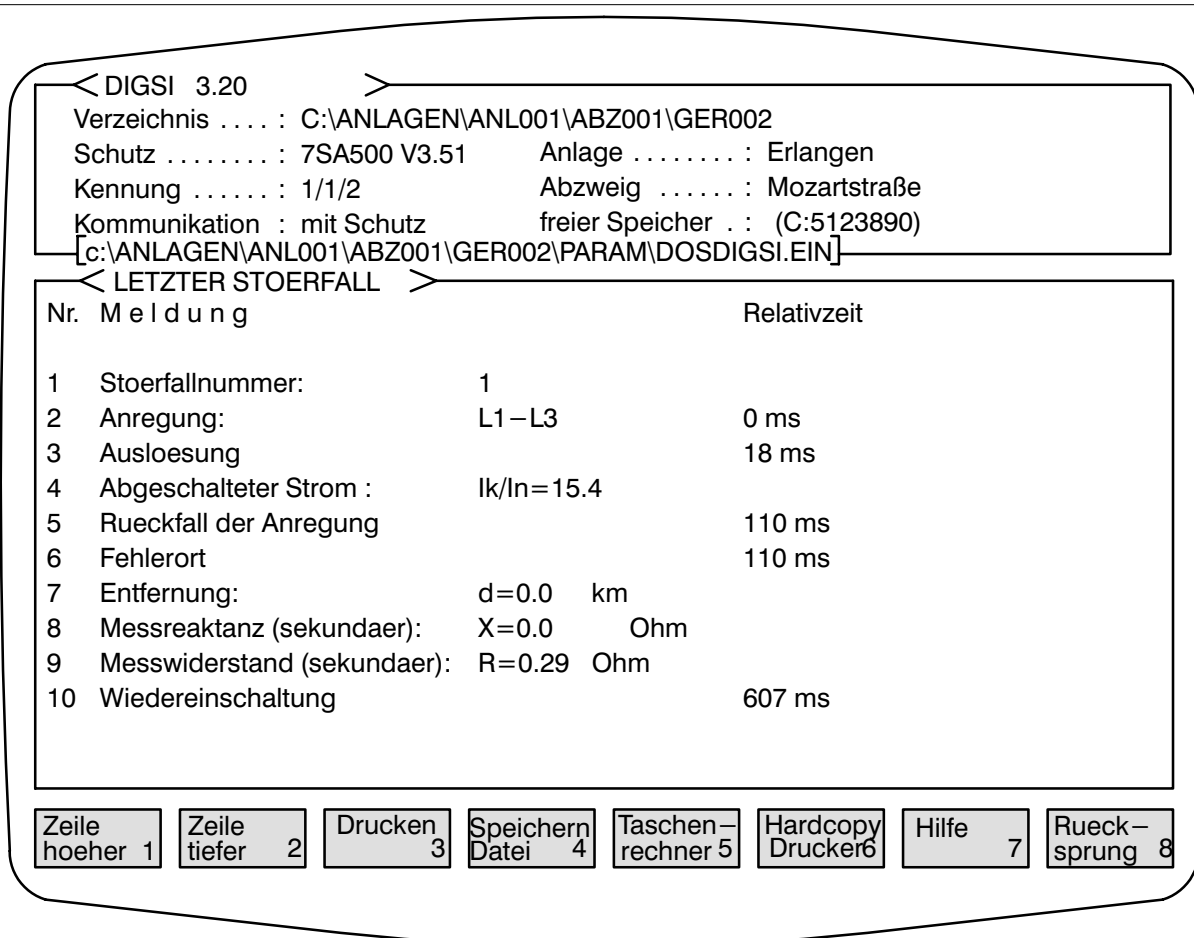 DIGSI 3.20
Verzeichnis . . . . : C:\ANLAGEN\ANL001\ABZ001\GER002
Schutz . . . . . . . . : 7SA500 V3.51 Anlage . . . . . . . . : Erlangen
Kennung . . . . . . : 1/1/2 Abzweig . . . . . . : Mozartstraße
Kommunikation : mit Schutz freier Speicher . : (C:5123890)
[c:\ANLAGEN\ANL001\ABZ001\GER002\PARAM\DOSDIGSI.EIN]
< LETZTER STOERFALL >
Nr. M e l d u n g Relativzeit
1 Stoerfallnummer: 1
2 Anregung: L1−L3 0 ms
3 Ausloesung 18 ms
4 Abgeschalteter Strom : Ik/In=15.4
5 Rueckfall der Anregung 110 ms
6 Fehlerort 110 ms
7 Entfernung: d=0.0 km
8 Messreaktanz (sekundaer): X=0.0 Ohm
9 Messwiderstand (sekundaer): R=0.29 Ohm
10 Wiedereinschaltung 607 ms
Zeile hoeher 1
Zeile tiefer 2
Drucken 3
Speichern Datei 4
Taschen−rechner 5
Hardcopy Drucker6
Hilfe 7
Rueck−sprung 8